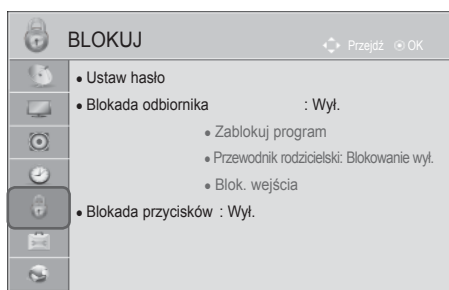 BLOKUJ
Przejdź OK
• Ustaw hasło
• Blokada odbiornika : Wył.
• Zablokuj program
• Przewodnik rodzicielski: Blokowanie wył.
• Blok. wejścia
• Blokada przycisków : Wył.